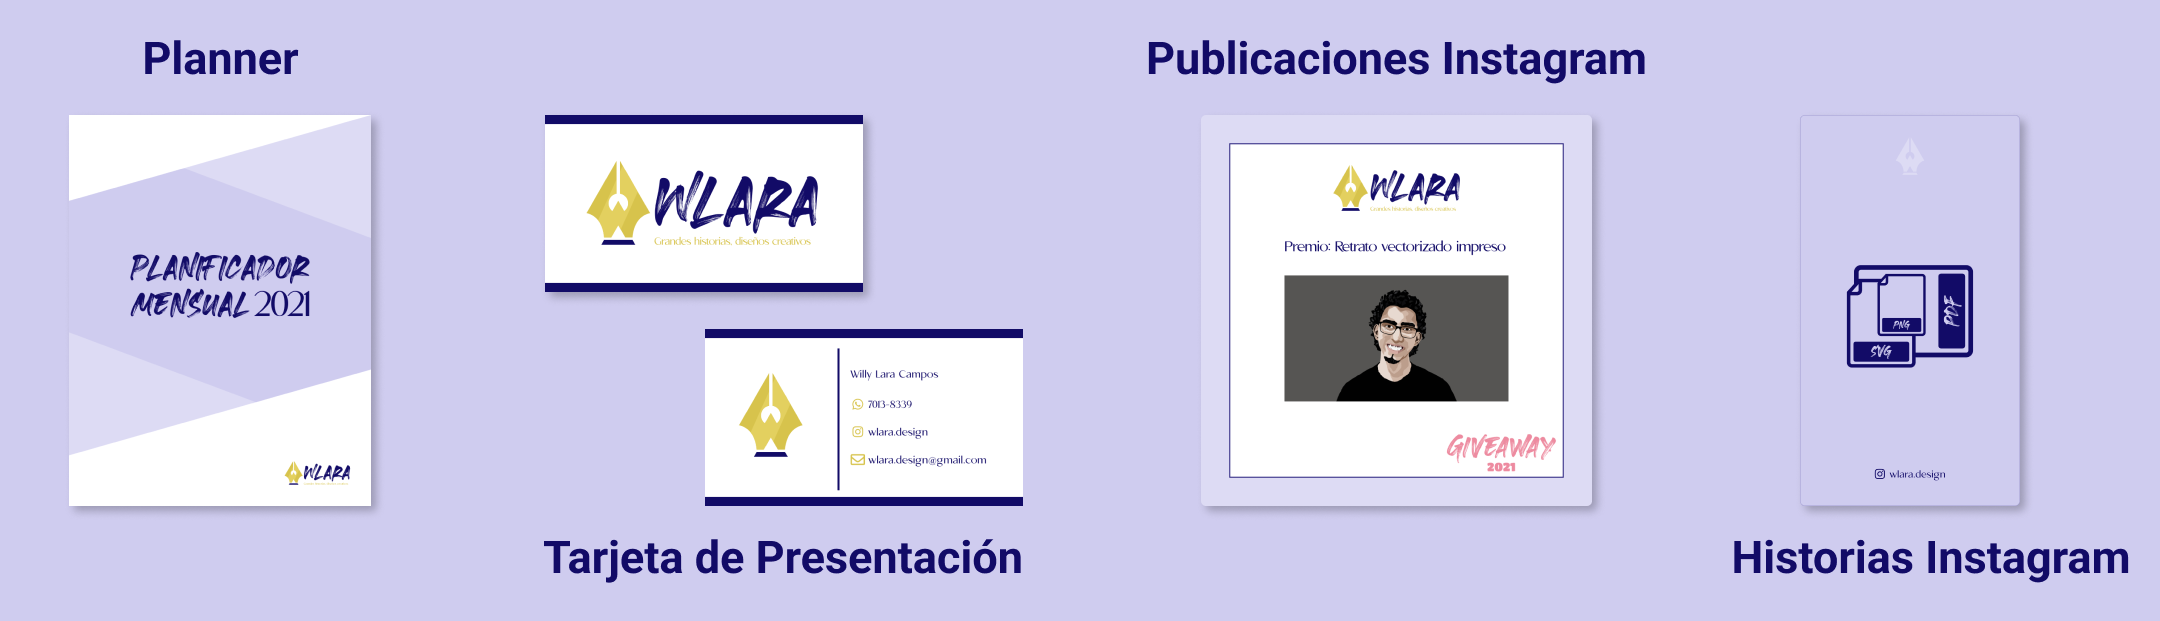 Planner
PLANIFICADOR
MENSUAL 2021
WLARA
WLARA
Grandes historias, diseños creativos
Willy Lara Campos
7013-8339
wlara.design
wlara.design@gmail.com
Tarjeta de Presentación
Publicaciones Instagram
WLARA
Grandes historias, diseños creativos
Premio: Retrato vectorizado impreso
GIVEAWAY
2021
PNG
PDF
SVG
wlara.design
Historias Instagram